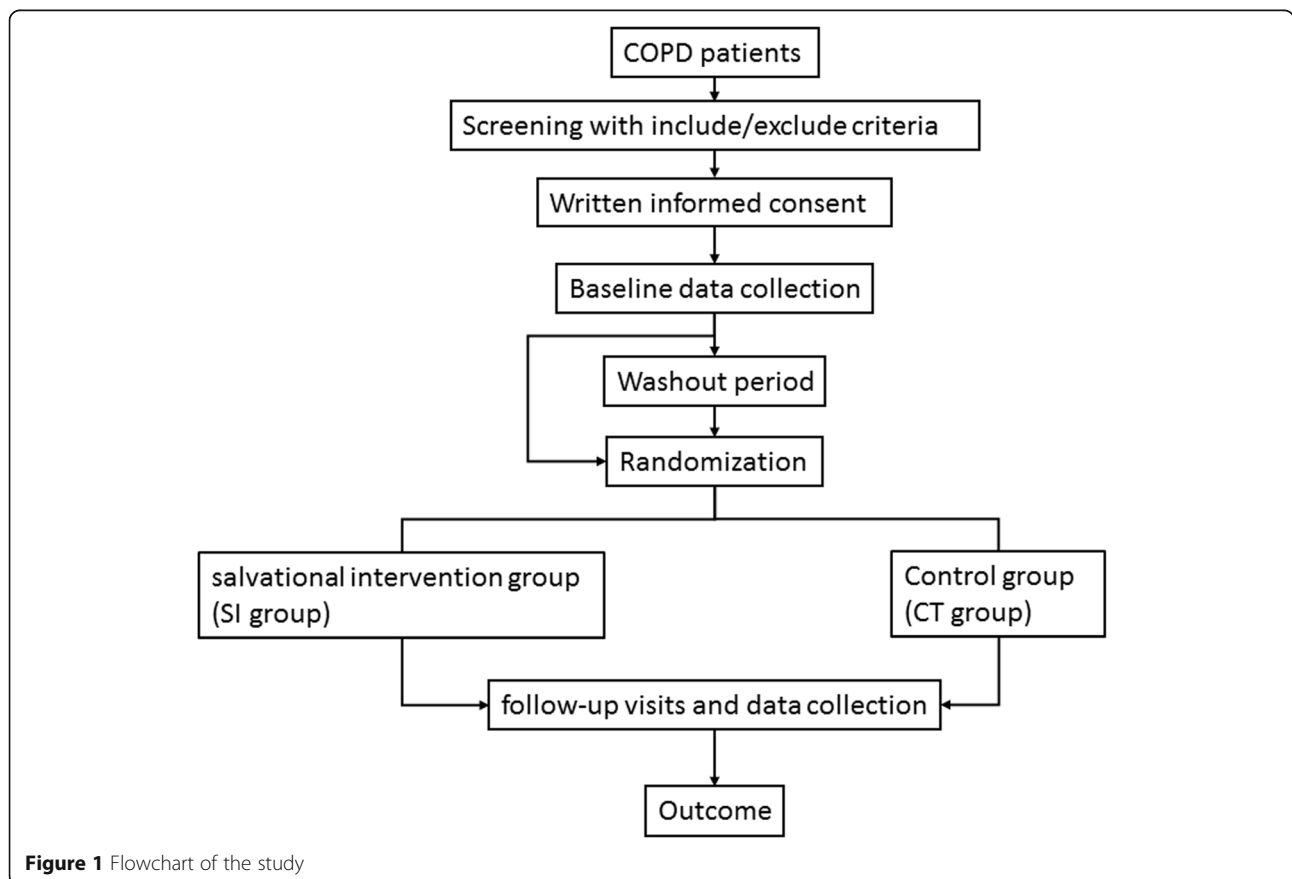 COPD patients
Screening with include/exclude criteria
Written informed consent
Baseline data collection
Washout period
Randomization
salvational intervention group
(SI group)
Control group
(CT group)
follow-up visits and data collection
Outcome
Figure 1 Flowchart of the study